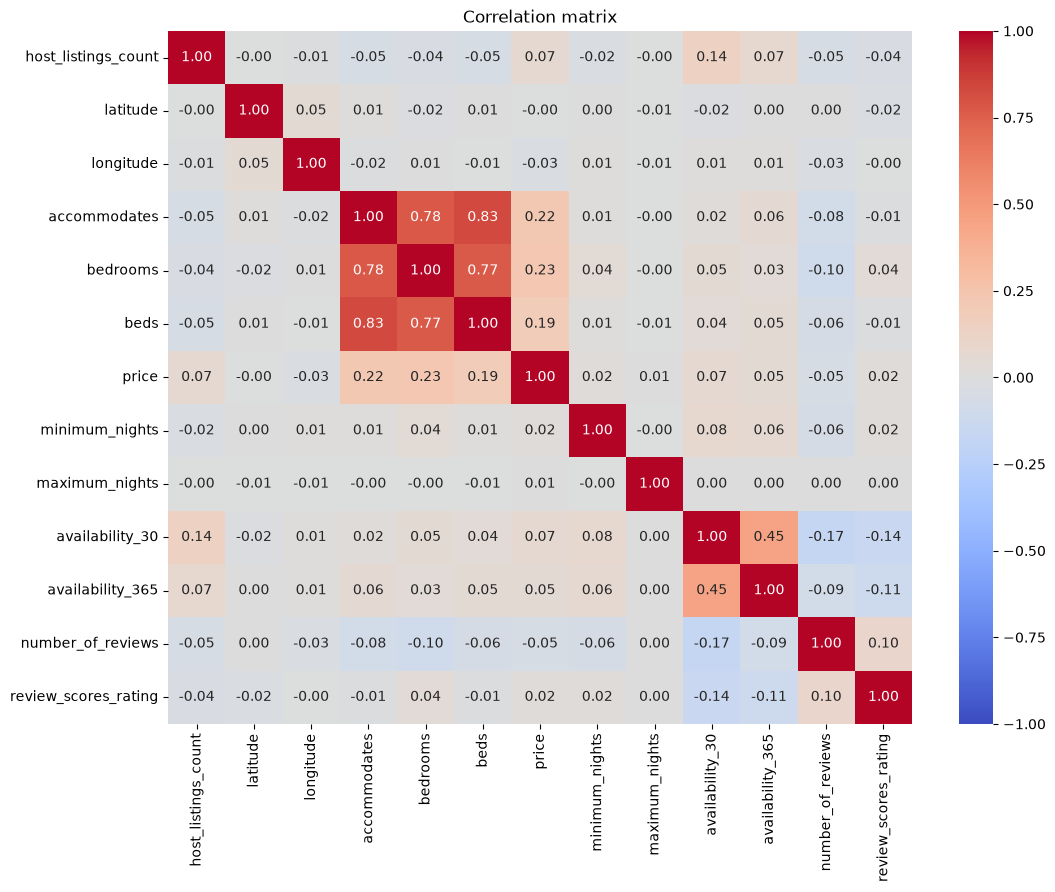 Correlation matrix
host_listings_count 1.00 -0.00 -0.01 -0.05 -0.04 -0.05 0.07 -0.02 -0.00 0.14 0.07 -0.05 -0.04
latitude -0.00 1.00 0.05 0.01 -0.02 0.01 -0.00 0.00 -0.01 -0.02 0.00 0.00 -0.02
longitude -0.01 0.05 1.00 -0.02 0.01 -0.01 -0.03 0.01 -0.01 0.01 0.01 -0.03 -0.00
accommodates -0.05 0.01 -0.02 1.00 0.78 0.83 0.22 0.01 -0.00 0.02 0.06 -0.08 -0.01
bedrooms -0.04 -0.02 0.01 0.78 1.00 0.77 0.23 0.04 -0.00 0.05 0.03 -0.10 0.04
beds -0.05 0.01 -0.01 0.83 0.77 1.00 0.19 0.01 -0.01 0.04 0.05 -0.06 -0.01
price 0.07 -0.00 -0.03 0.22 0.23 0.19 1.00 0.02 0.01 0.07 0.05 -0.05 0.02
minimum_nights -0.02 0.00 0.01 0.01 0.04 0.01 0.02 1.00 -0.00 0.08 0.06 -0.06 0.02
maximum_nights -0.00 -0.01 -0.01 -0.00 -0.00 -0.01 0.01 -0.00 1.00 0.00 0.00 0.00 0.00
availability_30 0.14 -0.02 0.01 0.02 0.05 0.04 0.07 0.08 0.00 1.00 0.45 -0.17 -0.14
availability_365 0.07 0.00 0.01 0.06 0.03 0.05 0.05 0.06 0.00 0.45 1.00 -0.09 -0.11
number_of_reviews -0.05 0.00 -0.03 -0.08 -0.10 -0.06 -0.05 -0.06 0.00 -0.17 -0.09 1.00 0.10
review_scores_rating -0.04 -0.02 -0.00 -0.01 0.04 -0.01 0.02 0.02 0.00 -0.14 -0.11 0.10 1.00
host_listings_count
latitude
longitude
accommodates
bedrooms
beds
price
minimum_nights
maximum_nights
availability_30
availability_365
number_of_reviews
review_scores_rating
1.00
0.75
0.50
0.25
0.00
−0.25
−0.50
−0.75
−1.00